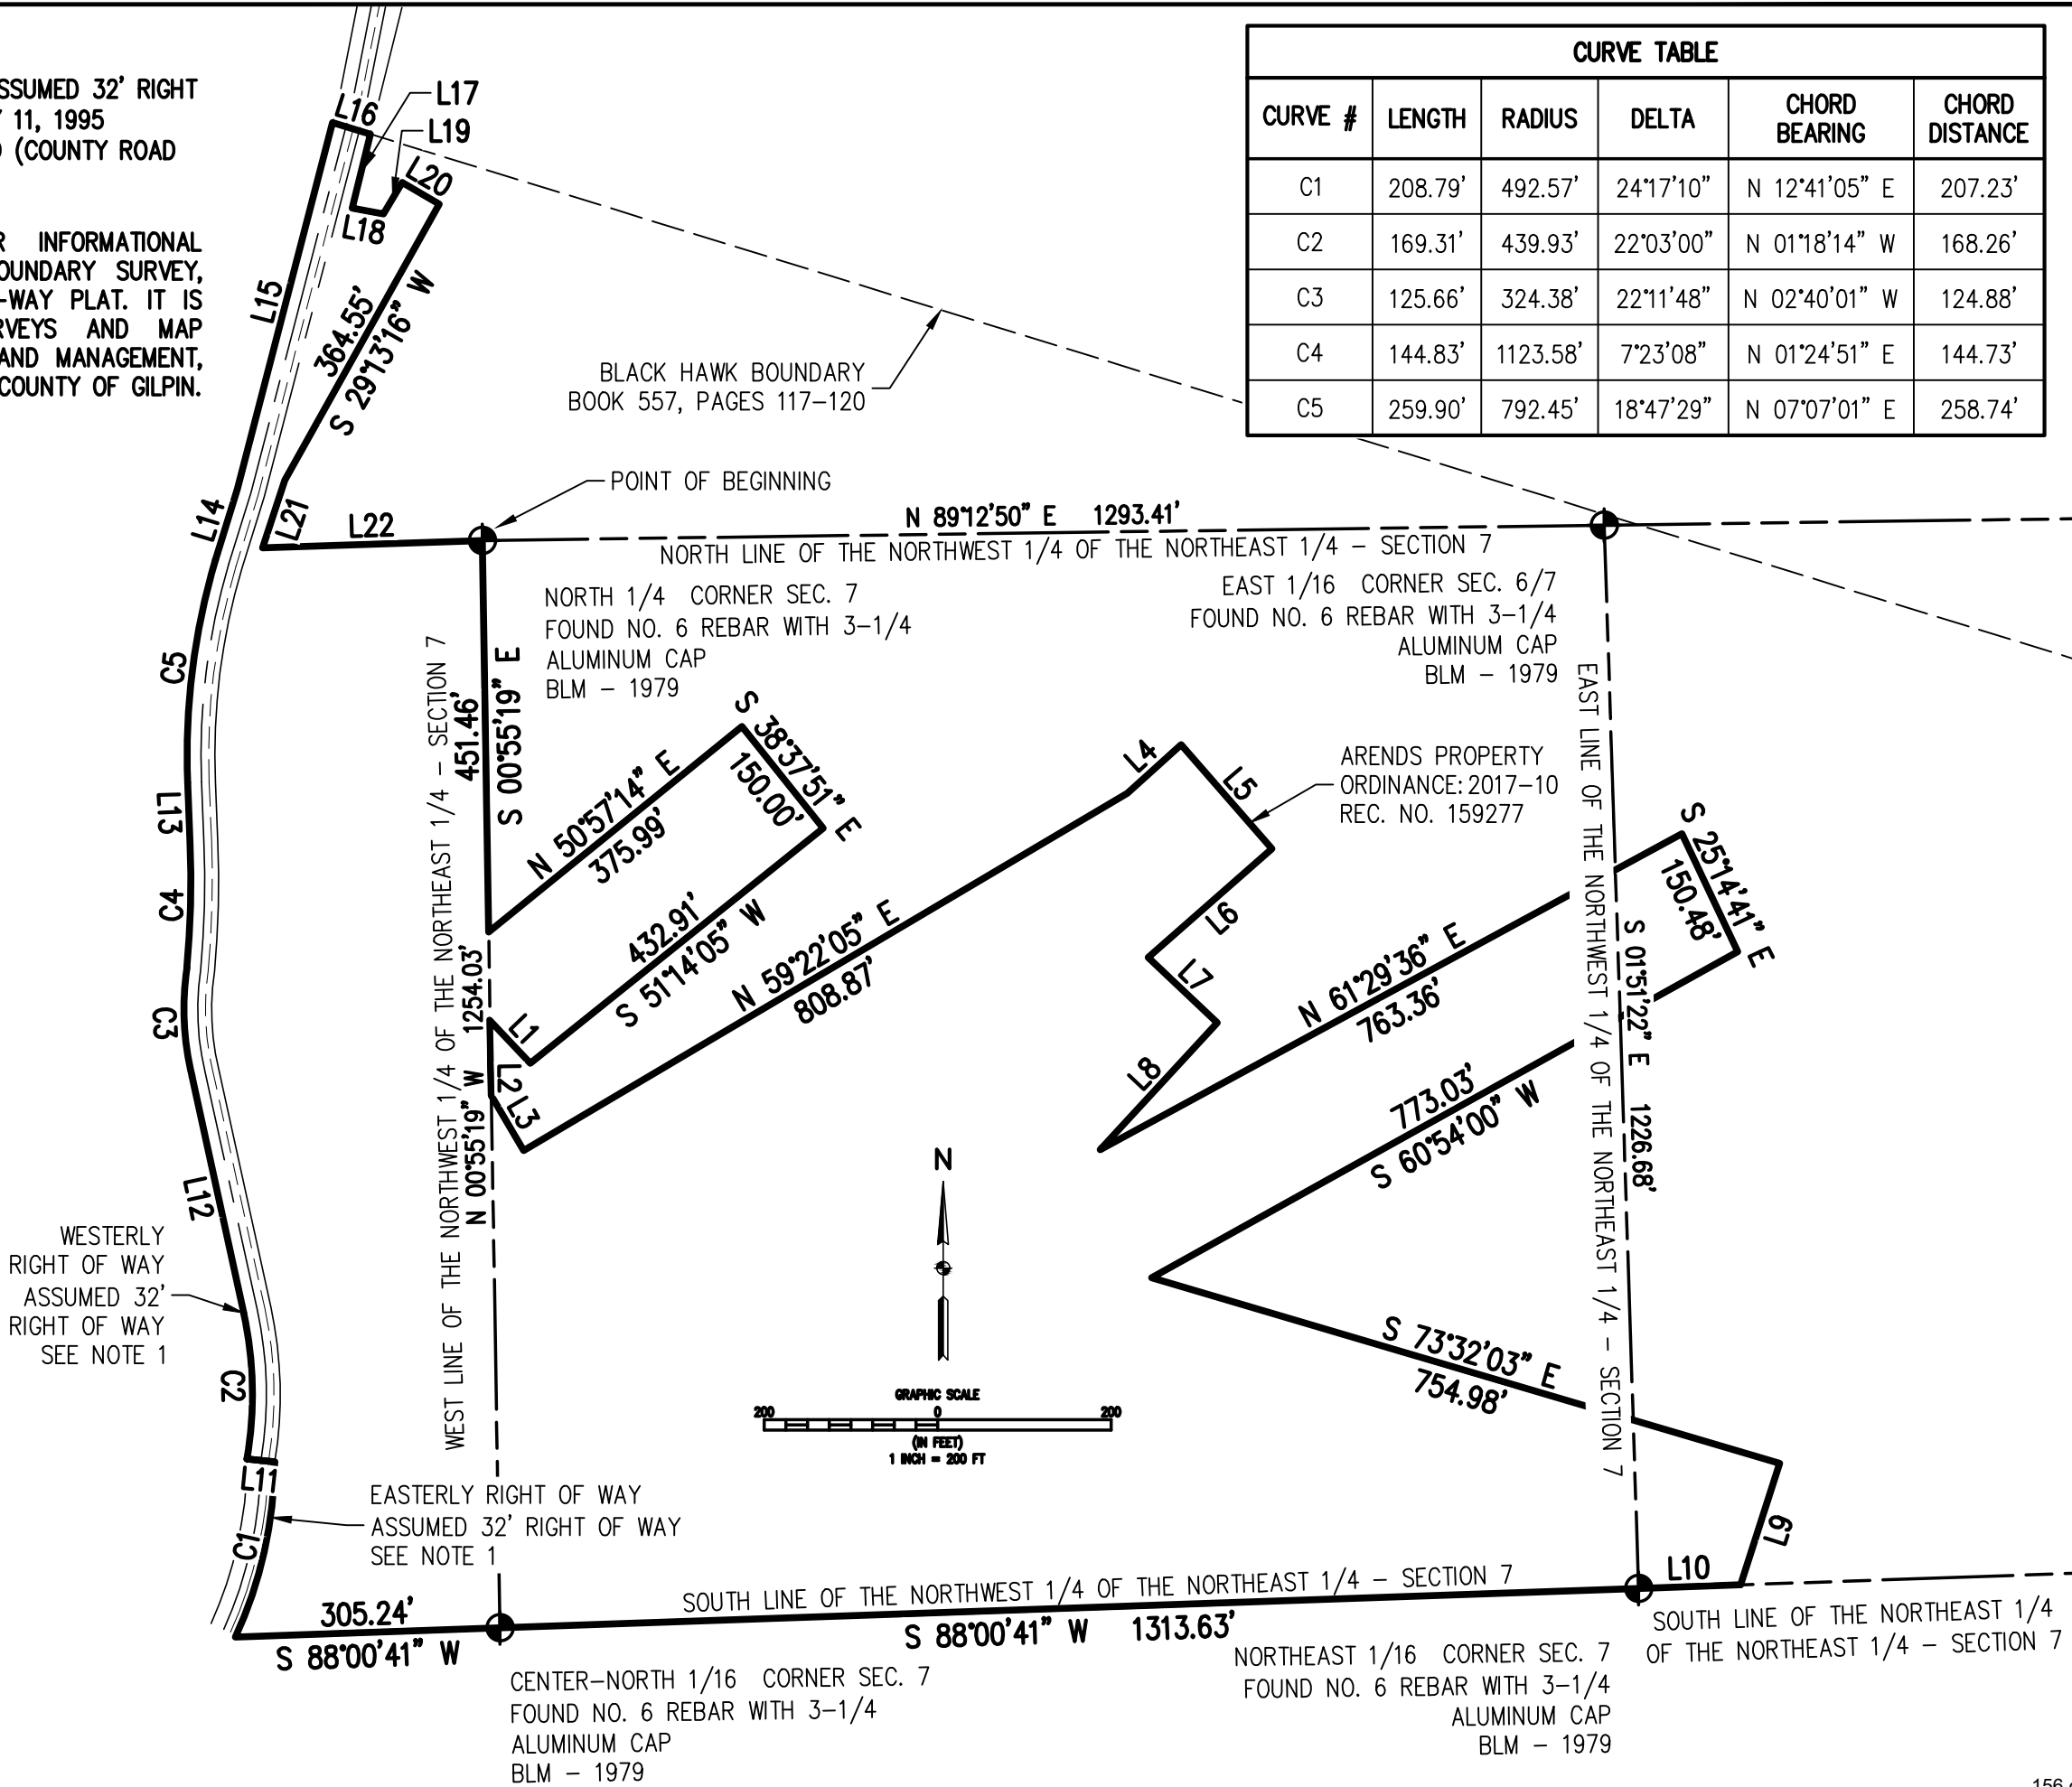 SSUMED 32' RIGHT
11, 1995
(COUNTY ROAD
INFORMATIONAL
OUNDARY SURVEY,
-WAY PLAT. IT IS
RVEYS AND MAP
AND MANAGEMENT,
COUNTY OF GILPIN.
CURVE TABLE
CURVE # LENGTH RADIUS DELTA CHORD BEARING CHORD DISTANCE
C1 208.79' 492.57' 24°17'10" N 12°41'05" E 207.23'
C2 169.31' 439.93' 22°03'00" N 01°18'14" W 168.26'
C3 125.66' 324.38' 22°11'48" N 02°40'01" W 124.88'
C4 144.83' 1123.58' 7°23'08" N 01°24'51" E 144.73'
C5 259.90' 792.45' 18°47'29" N 07°07'01" E 258.74'
L16
L17
L19
L20
L18
L15
364.55'
S 29°13'16" W
BLACK HAWK BOUNDARY
BOOK 557, PAGES 117-120
POINT OF BEGINNING
L14
L21
L22
N 89°12'50" E 1293.41'
NORTH LINE OF THE NORTHWEST 1/4 OF THE NORTHEAST 1/4 - SECTION 7
NORTH 1/4 CORNER SEC. 7
FOUND NO. 6 REBAR WITH 3-1/4
ALUMINUM CAP
BLM - 1979
EAST 1/16 CORNER SEC. 6/7
FOUND NO. 6 REBAR WITH 3-1/4
ALUMINUM CAP
BLM - 1979
C5
L13
C4
C3
L12
WEST LINE OF THE NORTHWEST 1/4 OF THE NORTHEAST 1/4 - SECTION 7
451.46'
S 00°55'19" E
N 00°55'19" W 1254.03'
N 50°57'14" E
375.99'
S 38°37'51" E
150.00'
432.91'
S 51°14'05" W
L1
L2
L3
N 59°22'05" E
808.87'
L4
L5
L6
L7
L8
ARENDS PROPERTY
ORDINANCE: 2017-10
REC. NO. 159277
EAST LINE OF THE NORTHWEST 1/4 OF THE NORTHEAST 1/4 - SECTION 7
S 01°51'22" E 1226.68'
N 61°29'36" E
763.36'
S 25°14'41" E
150.48'
773.03'
S 60°54'00" W
S 73°32'03" E
754.98'
L9
L10
N
GRAPHIC SCALE
200 0 200
(IN FEET)
1 INCH = 200 FT
WESTERLY
RIGHT OF WAY
ASSUMED 32'
RIGHT OF WAY
SEE NOTE 1
C2
L11
C1
EASTERLY RIGHT OF WAY
ASSUMED 32' RIGHT OF WAY
SEE NOTE 1
305.24'
S 88°00'41" W
SOUTH LINE OF THE NORTHWEST 1/4 OF THE NORTHEAST 1/4 - SECTION 7
S 88°00'41" W 1313.63'
SOUTH LINE OF THE NORTHEAST 1/4
OF THE NORTHEAST 1/4 - SECTION 7
CENTER-NORTH 1/16 CORNER SEC. 7
FOUND NO. 6 REBAR WITH 3-1/4
ALUMINUM CAP
BLM - 1979
NORTHEAST 1/16 CORNER SEC. 7
FOUND NO. 6 REBAR WITH 3-1/4
ALUMINUM CAP
BLM - 1979